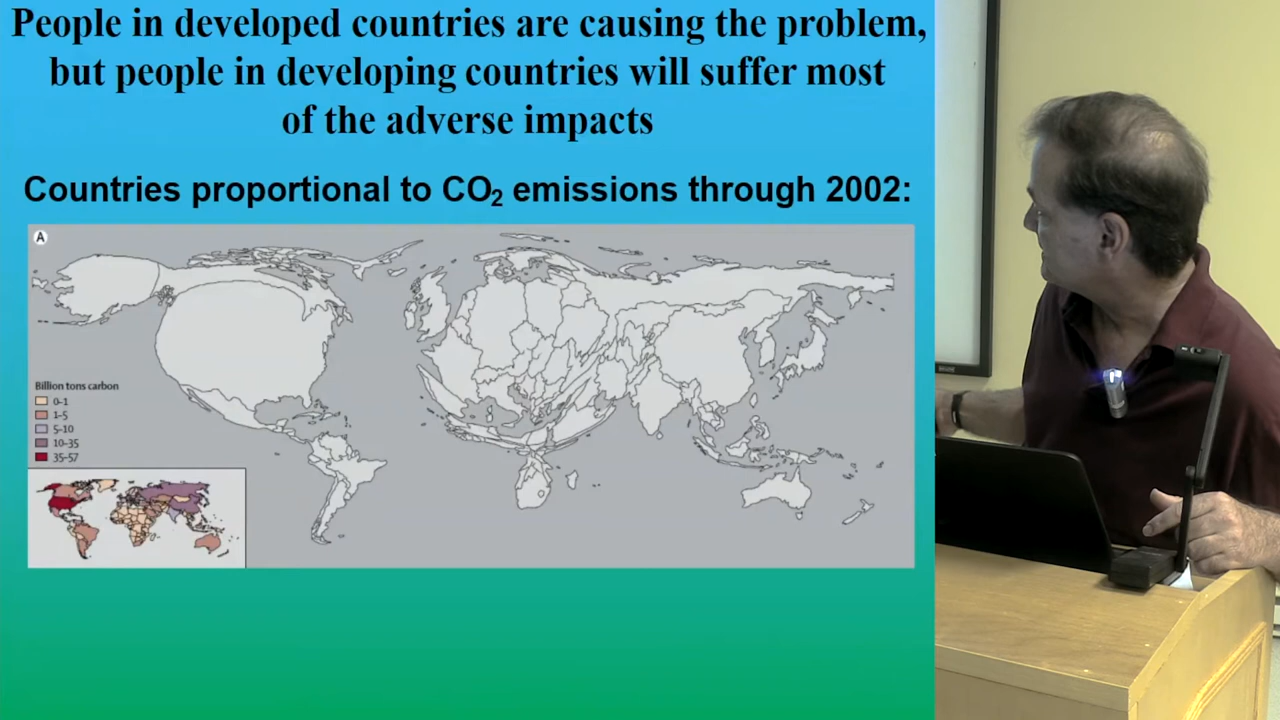 People in developed countries are causing the problem,
but people in developing countries will suffer most
of the adverse impacts
Countries proportional to CO₂ emissions through 2002:
A
Billion tons carbon
0-1
1-5
5-10
10-35
35-57